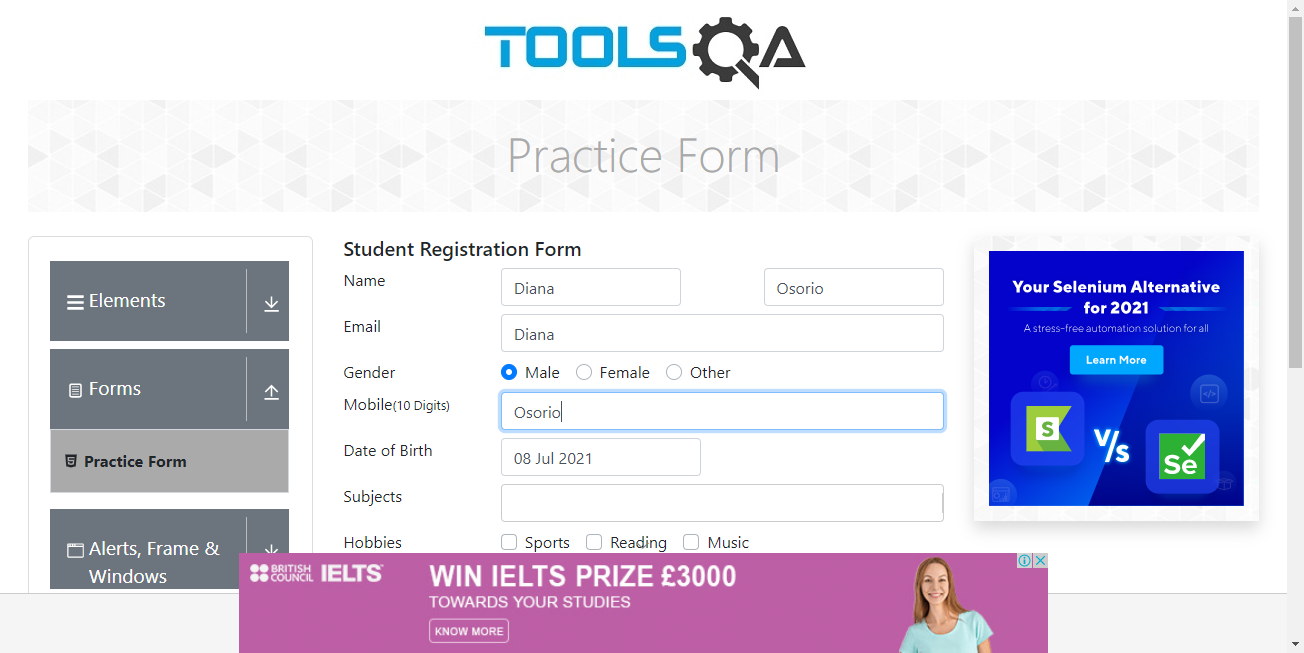 TOOLSQA
Practice Form
Elements
Forms
Practice Form
Alerts, Frame &
Windows
Student Registration Form
Name
Diana
Osorio
Email
Diana
Gender
Male
Female
Other
Mobile(10 Digits)
Osorio
Date of Birth
08 Jul 2021
Subjects
Hobbies
Sports
Reading
Music
Your Selenium Alternative
for 2021
A stress-free automation solution for all
Learn More
S
V/s
Se
BRITISH
COUNCIL
IELTS
WIN IELTS PRIZE £3000
TOWARDS YOUR STUDIES
KNOW MORE